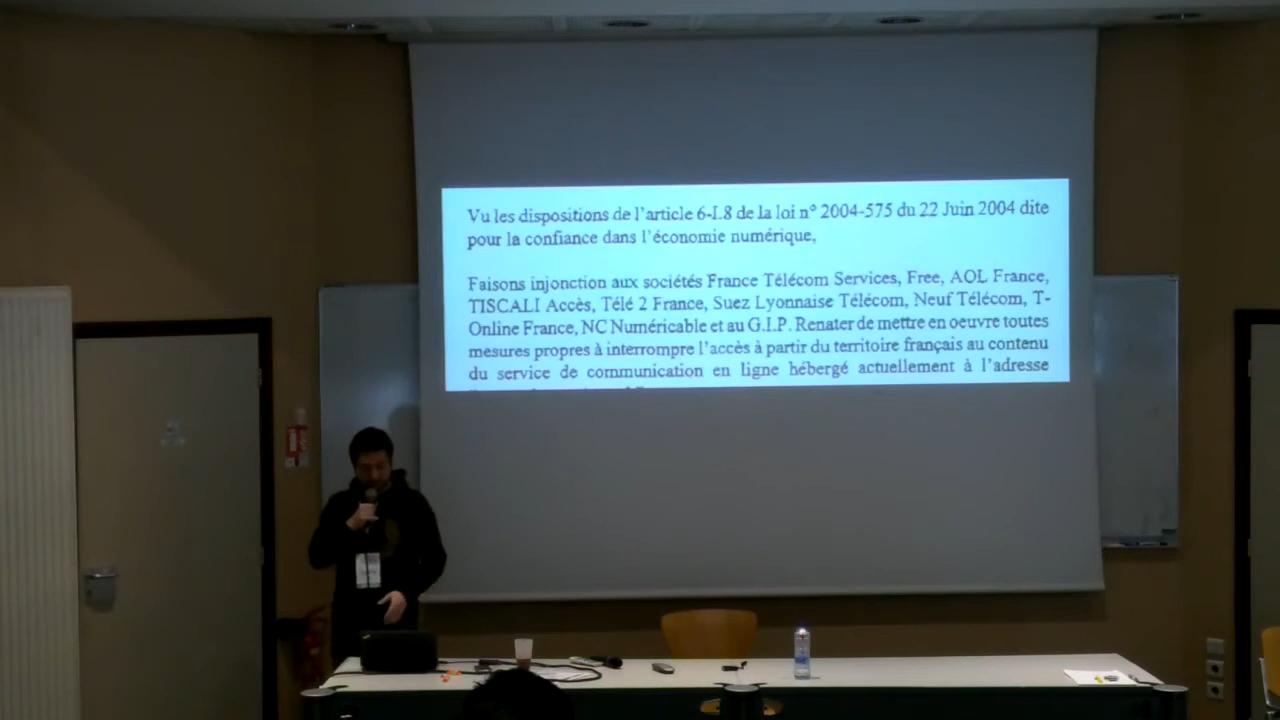 Vu les dispositions de l'article 6-I.8 de la loi n° 2004-575 du 22 Juin 2004 dite
pour la confiance dans l'économie numérique,
Faisons injonction aux sociétés France Télécom Services, Free, AOL France,
TISCALI Accès, Télé 2 France, Suez Lyonnaise Télécom, Neuf Télécom, T-
Online France, NC Numéricable et au G.I.P. Renater de mettre en oeuvre toutes
mesures propres à interrompre l'accès à partir du territoire français au contenu
du service de communication en ligne hébergé actuellement à l'adresse